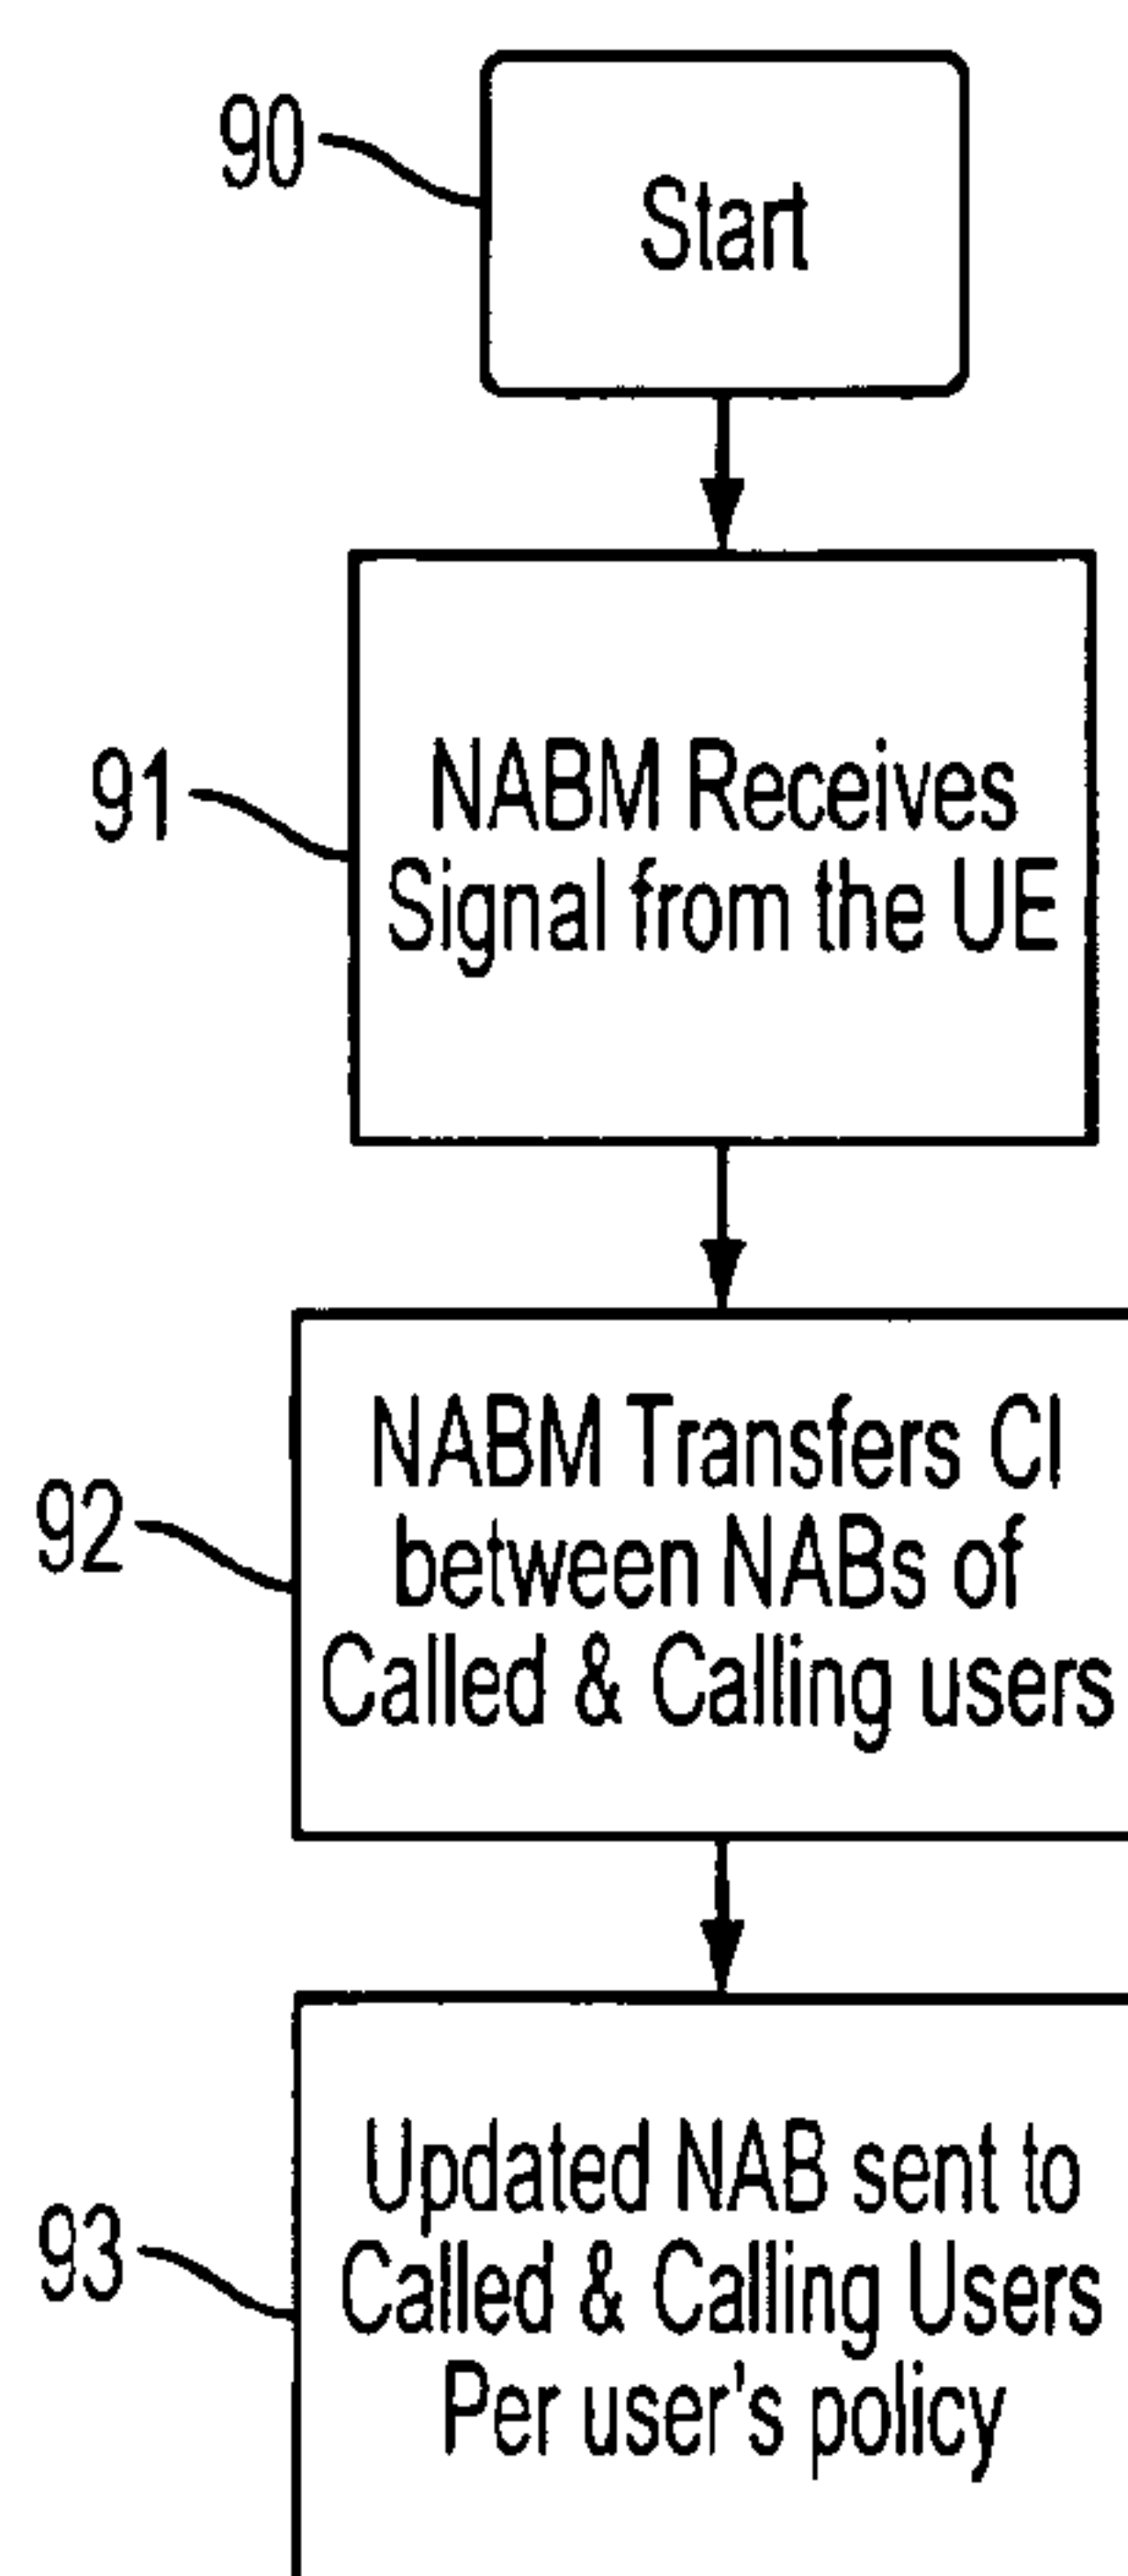 90
Start
91
NABM Receives
Signal from the UE
92
NABM Transfers CI
between NABs of
Called & Calling users
93
Updated NAB sent to
Called & Calling Users
Per user's policy